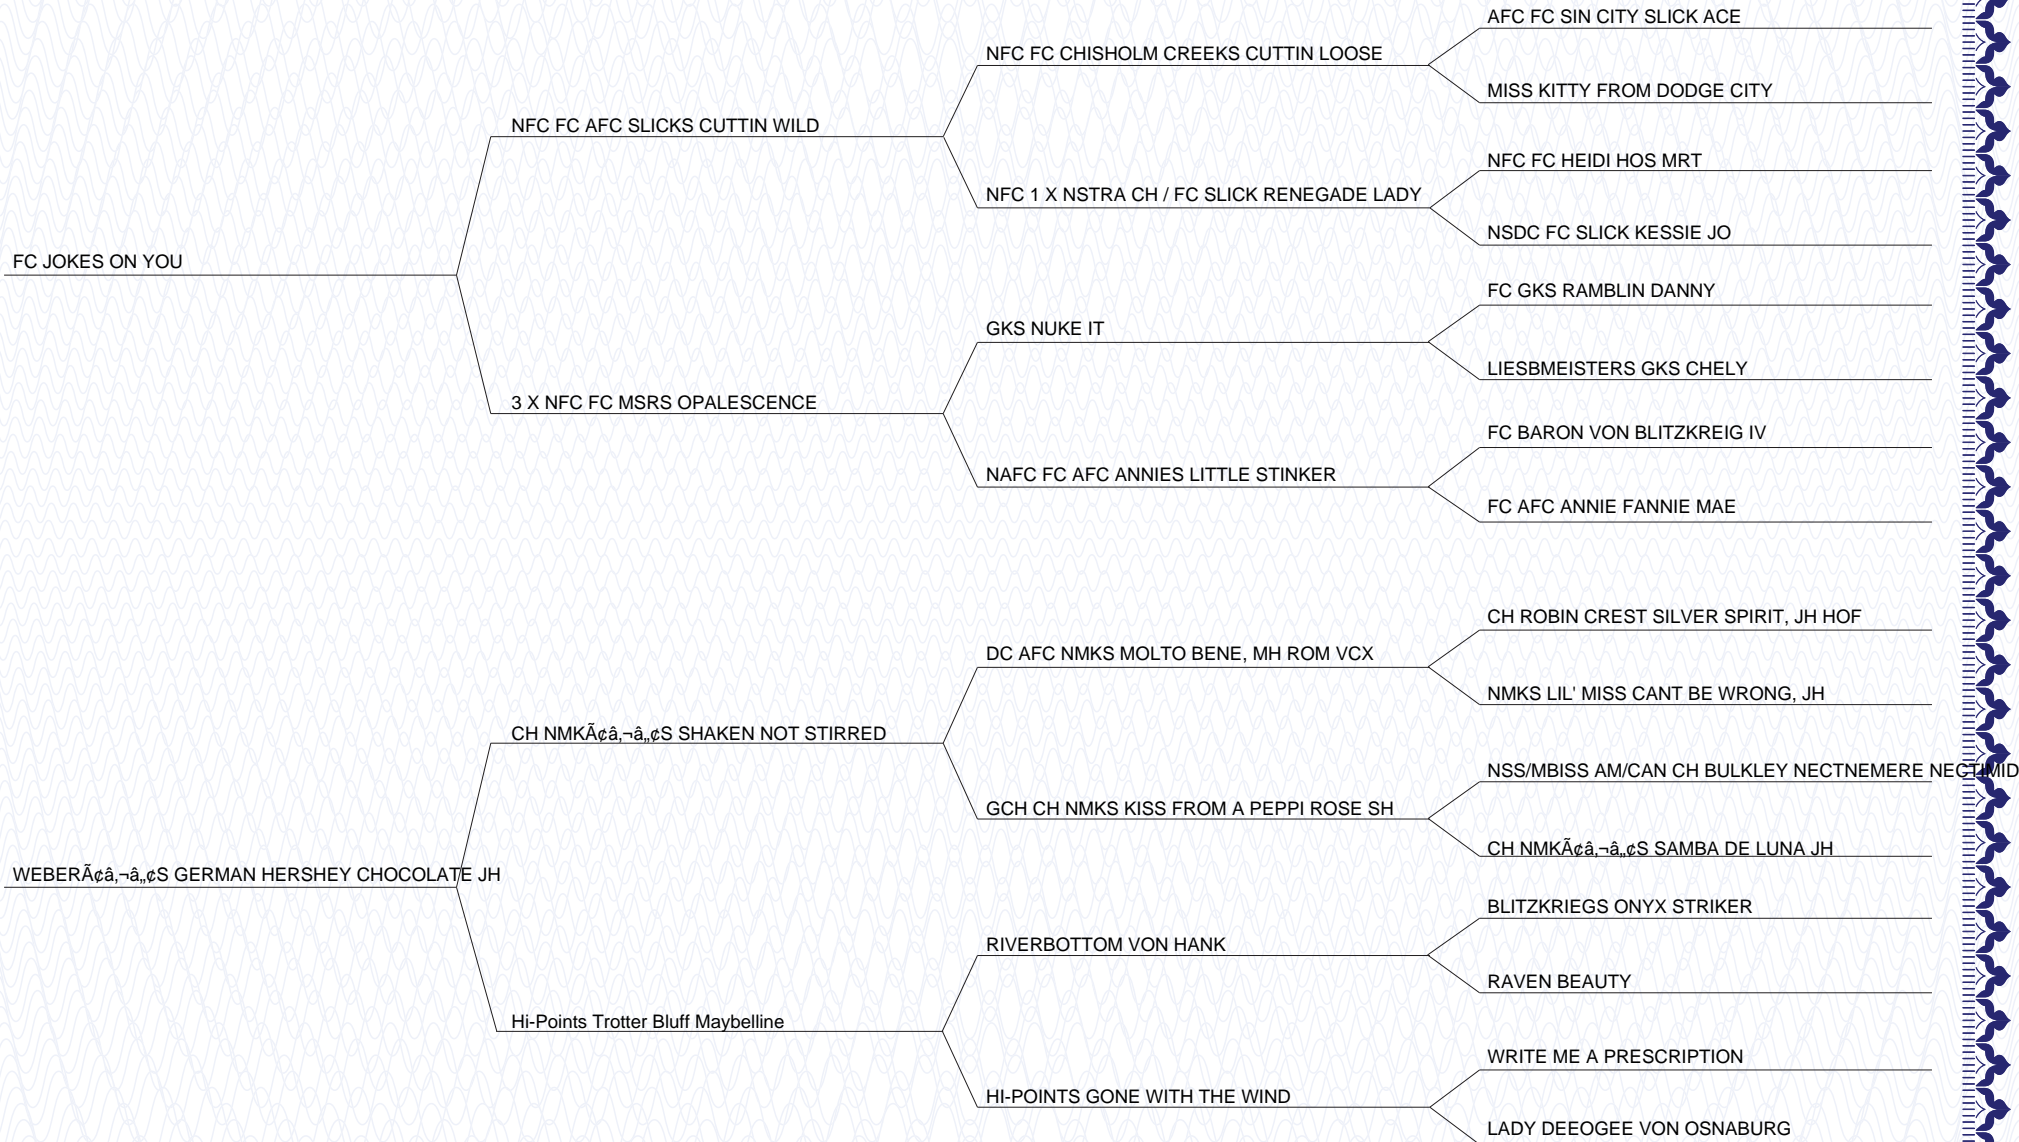 AFC FC SIN CITY SLICK ACE
NFC FC CHISHOLM CREEKS CUTTIN LOOSE
MISS KITTY FROM DODGE CITY
NFC FC AFC SLICKS CUTTIN WILD
NFC FC HEIDI HOS MRT
NFC 1 X NSTRA CH / FC SLICK RENEGADE LADY
NSDC FC SLICK KESSIE JO
FC JOKES ON YOU
FC GKS RAMBLIN DANNY
GKS NUKE IT
LIESBMEISTERS GKS CHELY
3 X NFC FC MSRS OPALESCENCE
FC BARON VON BLITZKREIG IV
NAFC FC AFC ANNIES LITTLE STINKER
FC AFC ANNIE FANNIE MAE
CH ROBIN CREST SILVER SPIRIT, JH HOF
DC AFC NMKS MOLTO BENE, MH ROM VCX
NMKS LIL' MISS CANT BE WRONG, JH
CH NMKÃ¢â‚¬â„¢S SHAKEN NOT STIRRED
NSS/MBISS AM/CAN CH BULKLEY NECTNEMERE NECTIMID
GCH CH NMKS KISS FROM A PEPPI ROSE SH
CH NMKÃ¢â‚¬â„¢S SAMBA DE LUNA JH
WEBERÃ¢â‚¬â„¢S GERMAN HERSHEY CHOCOLATE JH
BLITZKRIEGS ONYX STRIKER
RIVERBOTTOM VON HANK
RAVEN BEAUTY
Hi-Points Trotter Bluff Maybelline
WRITE ME A PRESCRIPTION
HI-POINTS GONE WITH THE WIND
LADY DEEOGEE VON OSNABURG